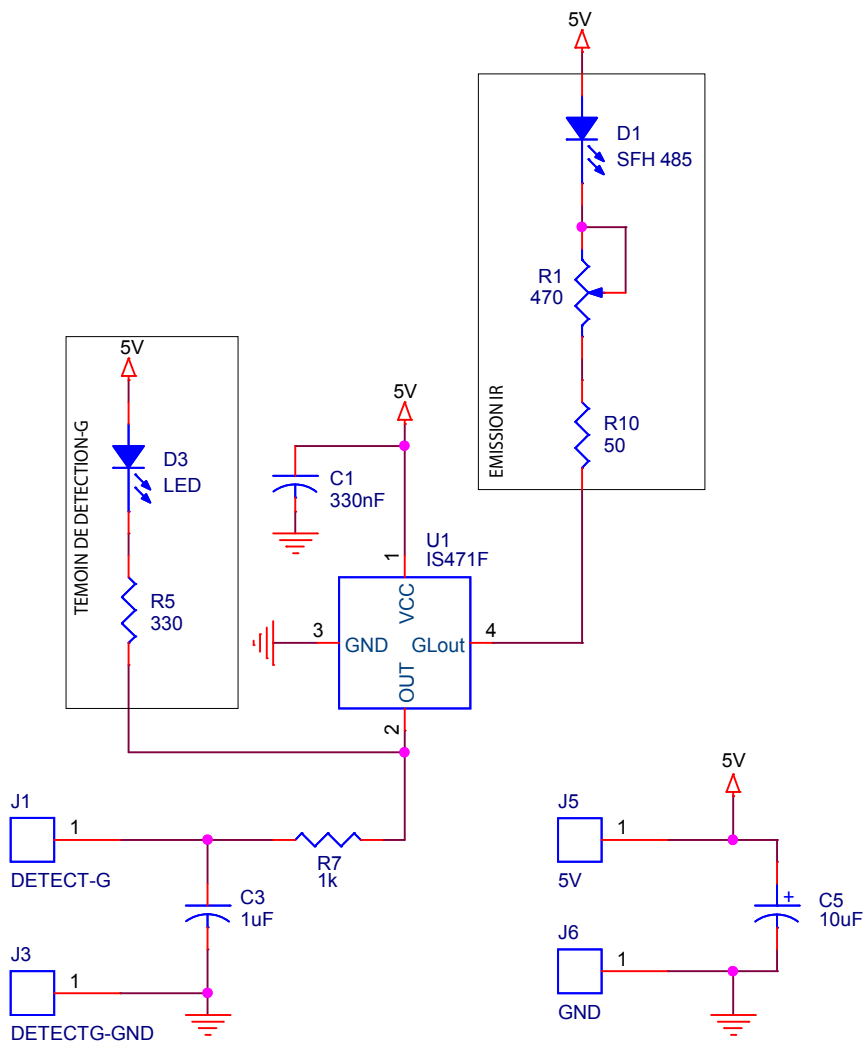 5V
D1
SFH 485
R1
470
R10
50
EMISSION IR
5V
D3
LED
R5
330
TEMOIN DE DETECTION-G
5V
C1
330nF
U1
IS471F
1
VCC
3
GND
GLout
4
OUT
2
J1
1
DETECT-G
R7
1k
C3
1uF
J3
1
DETECTG-GND
5V
J5
1
5V
+
C5
10uF
J6
1
GND